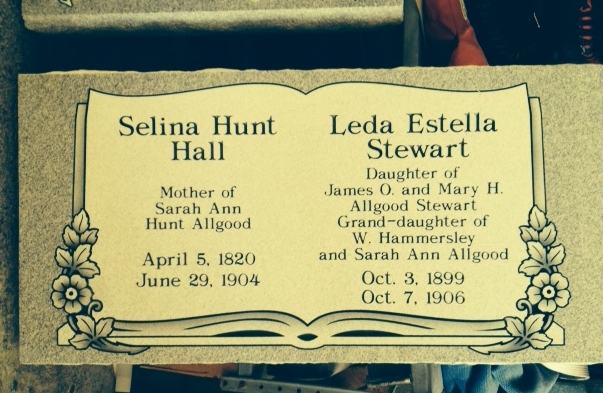 Selina Hunt
Hall
Mother of
Sarah Ann
Hunt Allgood
April 5, 1820
June 29, 1904
Leda Estella
Stewart
Daughter of
James O. and Mary H.
Allgood Stewart
Grand-daughter of
W. Hammersley
and Sarah Ann Allgood
Oct. 3, 1899
Oct. 7, 1906